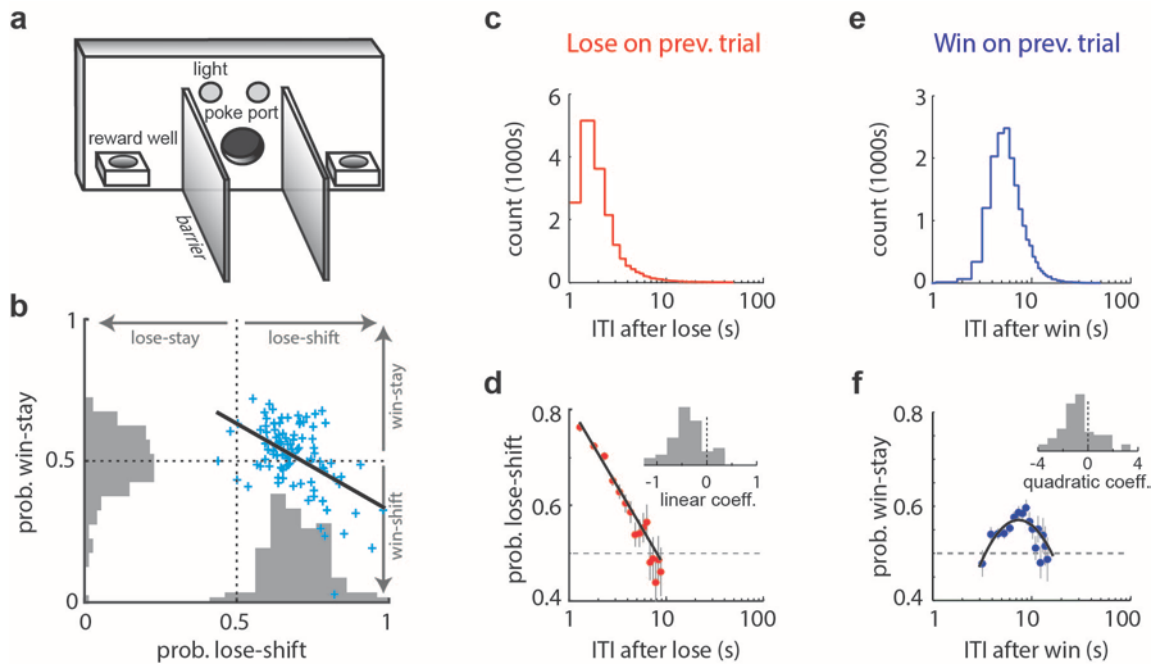 a
light
poke port
reward well
barrier
b
1
lose-stay
lose-shift
win-stay
prob. win-stay
0.5
win-shift
0
0
0.5
1
prob. lose-shift
c
Lose on prev. trial
6
4
count (1000s)
2
0
1
10
100
ITI after lose (s)
d
0.8
prob. lose-shift
0.6
0.4
-1
0
1
linear coeff.
1
10
100
ITI after lose (s)
e
Win on prev. trial
3
2
count (1000s)
1
0
1
10
100
ITI after win (s)
f
0.8
prob. win-stay
0.6
0.4
-4
0
4
quadratic coeff.
1
10
100
ITI after win (s)